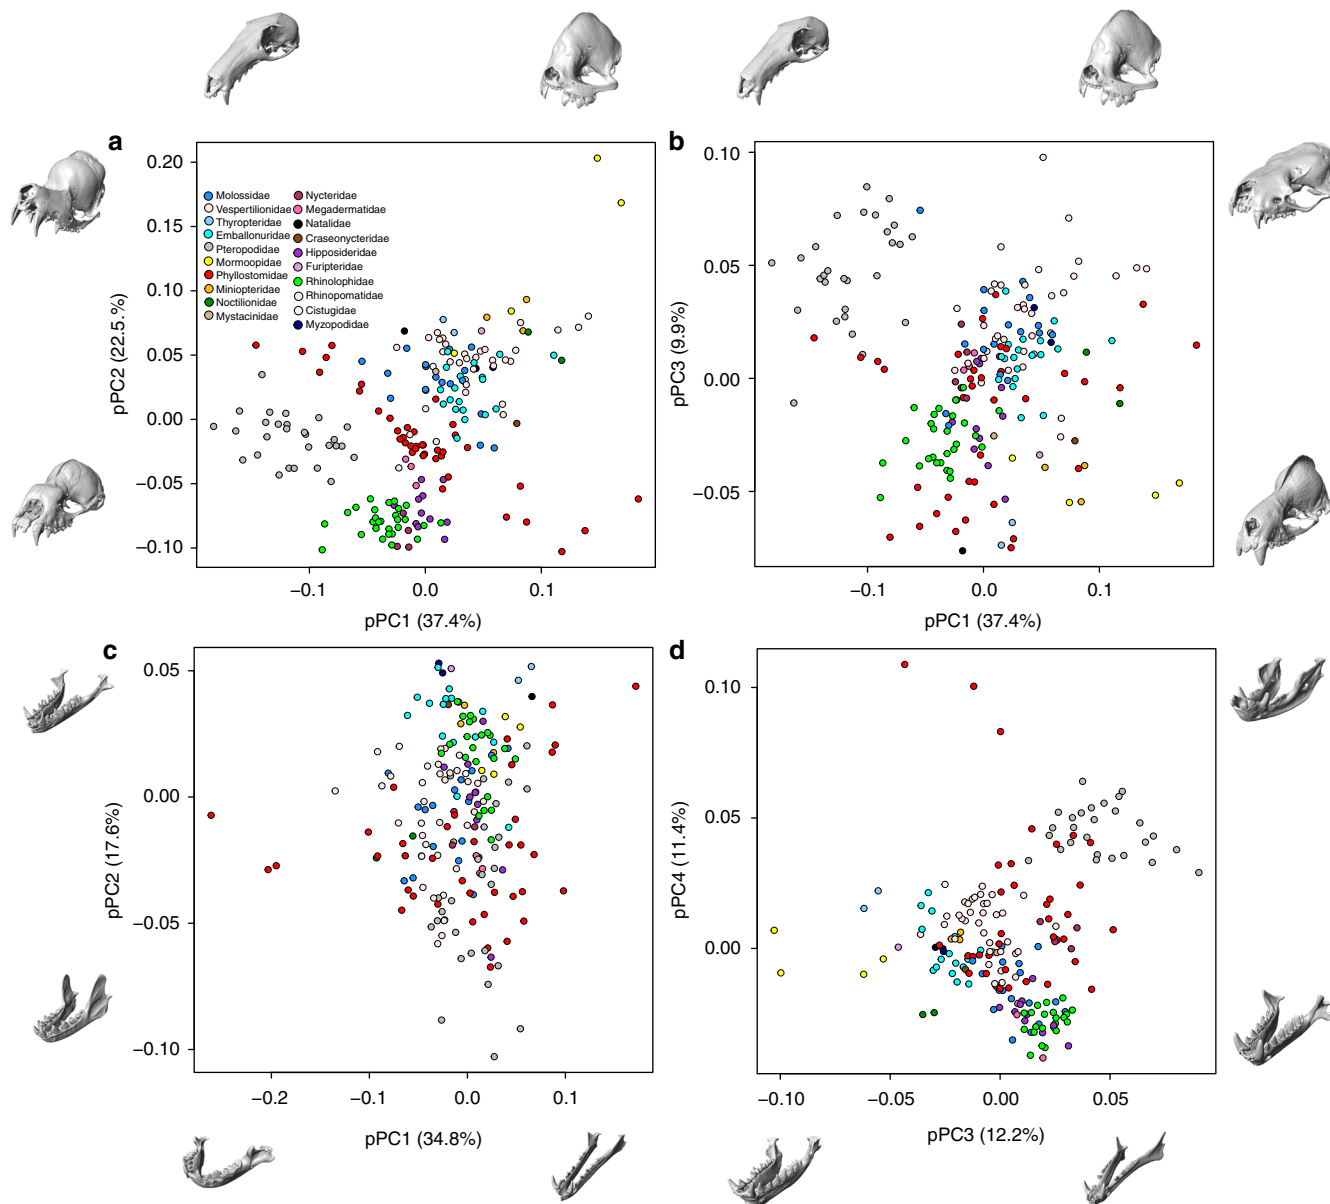 a
pPC2 (22.5.%)
0.20
0.15
0.10
0.05
0.00
−0.05
−0.10
Molossidae
Vespertilionidae
Thyropteridae
Emballonuridae
Pteropodidae
Mormoopidae
Phyllostomidae
Miniopteridae
Noctilionidae
Mystacinidae
Nycteridae
Megadermatidae
Natalidae
Craseonycteridae
Hipposideridae
Furipteridae
Rhinolophidae
Rhinopomatidae
Cistugidae
Myzopodidae
−0.1
0.0
0.1
pPC1 (37.4%)
b
pPC3 (9.9%)
0.10
0.05
0.00
−0.05
−0.1
0.0
0.1
pPC1 (37.4%)
c
pPC2 (17.6%)
0.05
0.00
−0.05
−0.10
−0.2
−0.1
0.0
0.1
pPC1 (34.8%)
d
pPC4 (11.4%)
0.10
0.05
0.00
−0.10
−0.05
0.00
0.05
pPC3 (12.2%)